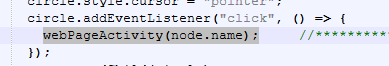 circle.style.cursor = "pointer";
circle.addEventListener("click", () => {
webPageActivity(node.name); //***********
});